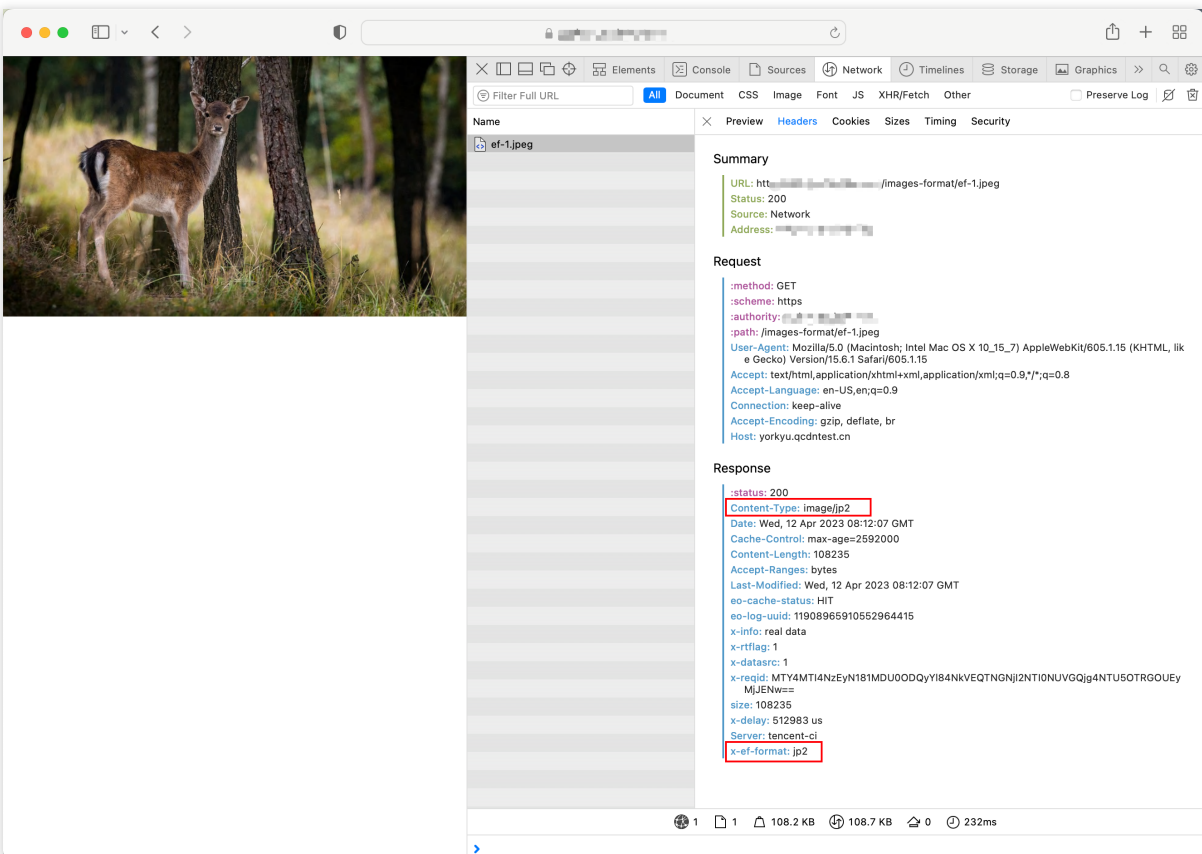 Elements
Console
Sources
Network
Timelines
Storage
Graphics
Filter Full URL
All
Document
CSS
Image
Font
JS
XHR/Fetch
Other
Preserve Log
Name
Preview
Headers
Cookies
Sizes
Timing
Security
ef-1.jpeg
Summary
URL: htt /images-format/ef-1.jpeg
Status: 200
Source: Network
Address:
Request
:method: GET
:scheme: https
:authority:
:path: /images-format/ef-1.jpeg
User-Agent: Mozilla/5.0 (Macintosh; Intel Mac OS X 10_15_7) AppleWebKit/605.1.15 (KHTML, lik
e Gecko) Version/15.6.1 Safari/605.1.15
Accept: text/html,application/xhtml+xml,application/xml;q=0.9,*/*;q=0.8
Accept-Language: en-US,en;q=0.9
Connection: keep-alive
Accept-Encoding: gzip, deflate, br
Host: yorkyu.qcdntest.cn
Response
:status: 200
Content-Type: image/jp2
Date: Wed, 12 Apr 2023 08:12:07 GMT
Cache-Control: max-age=2592000
Content-Length: 108235
Accept-Ranges: bytes
Last-Modified: Wed, 12 Apr 2023 08:12:07 GMT
eo-cache-status: HIT
eo-log-uuid: 11908965910552964415
x-info: real data
x-rtflag: 1
x-datasrc: 1
x-reqid: MTY4MTI4NzEyN181MDU0ODQyYl84NkVEQTNGNjI2NTI0NUVGQjg4NTU5OTRGOUEy
MjJENw==
size: 108235
x-delay: 512983 us
Server: tencent-ci
x-ef-format: jp2
1
1
108.2 KB
108.7 KB
0
232ms